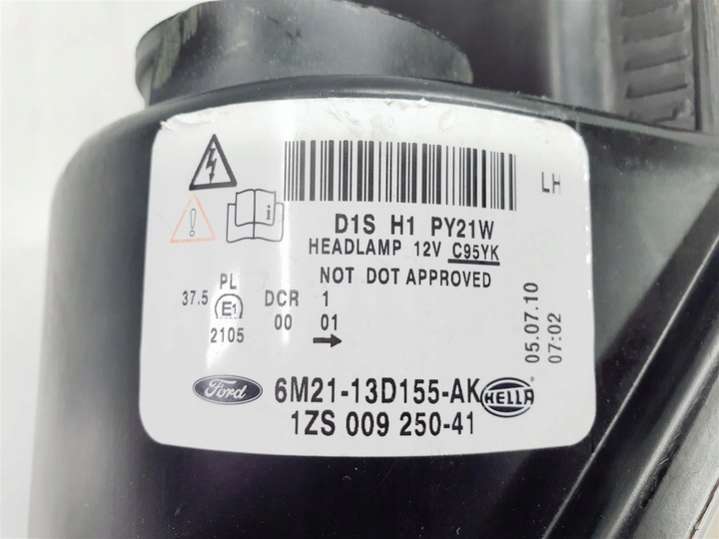 LH
D1S H1 PY21W
HEADLAMP 12V C95YK
NOT DOT APPROVED
PL
37.5 E1 DCR 1
2105 00 01
05.07.10
07:02
Ford 6M21-13D155-AK HELLA
1ZS 009 250-41